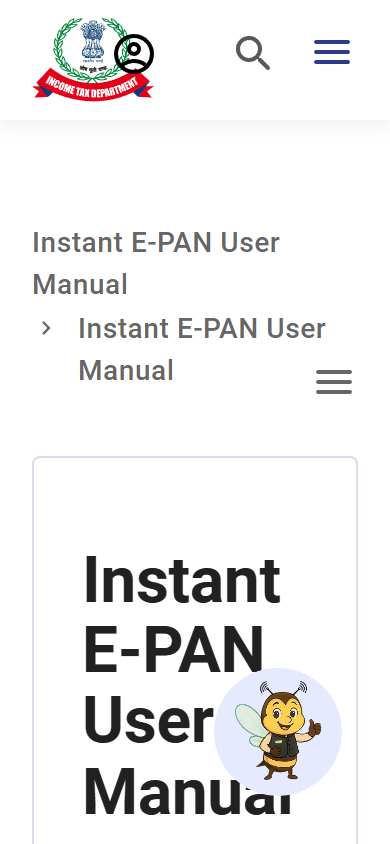 INCOME TAX DEPARTMENT
Instant E-PAN User
Manual
Instant E-PAN User
Manual
Instant
E-PAN
User
Manual